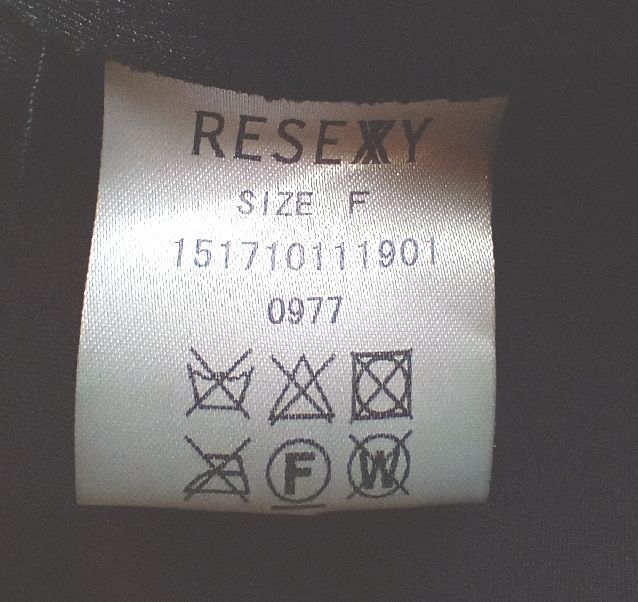 RESEXXY
SIZE F
151710111901
0977
F W